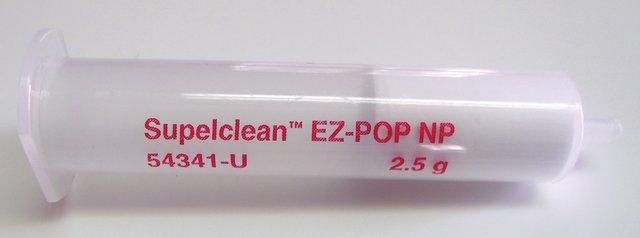 Supelclean™ EZ-POP NP
54341-U 2.5 g